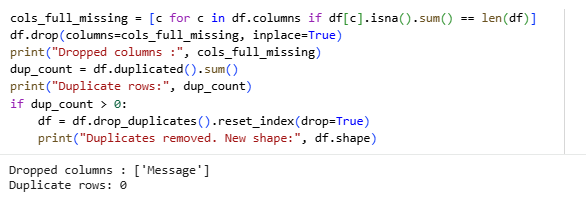 cols_full_missing = [c for c in df.columns if df[c].isna().sum() == len(df)]
df.drop(columns=cols_full_missing, inplace=True)
print("Dropped columns :", cols_full_missing)
dup_count = df.duplicated().sum()
print("Duplicate rows:", dup_count)
if dup_count > 0:
    df = df.drop_duplicates().reset_index(drop=True)
    print("Duplicates removed. New shape:", df.shape)
Dropped columns : ['Message']
Duplicate rows: 0